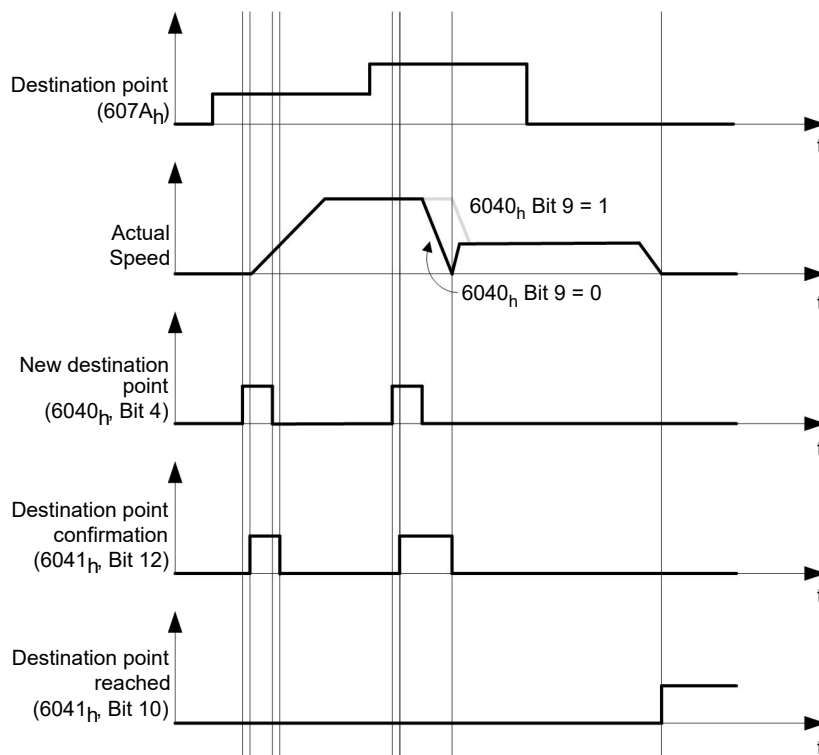 Destination point
(607Ah)
t
Actual
Speed
6040h Bit 9 = 1
6040h Bit 9 = 0
t
New destination
point
(6040h, Bit 4)
t
Destination point
confirmation
(6041h, Bit 12)
t
Destination point
reached
(6041h, Bit 10)
t